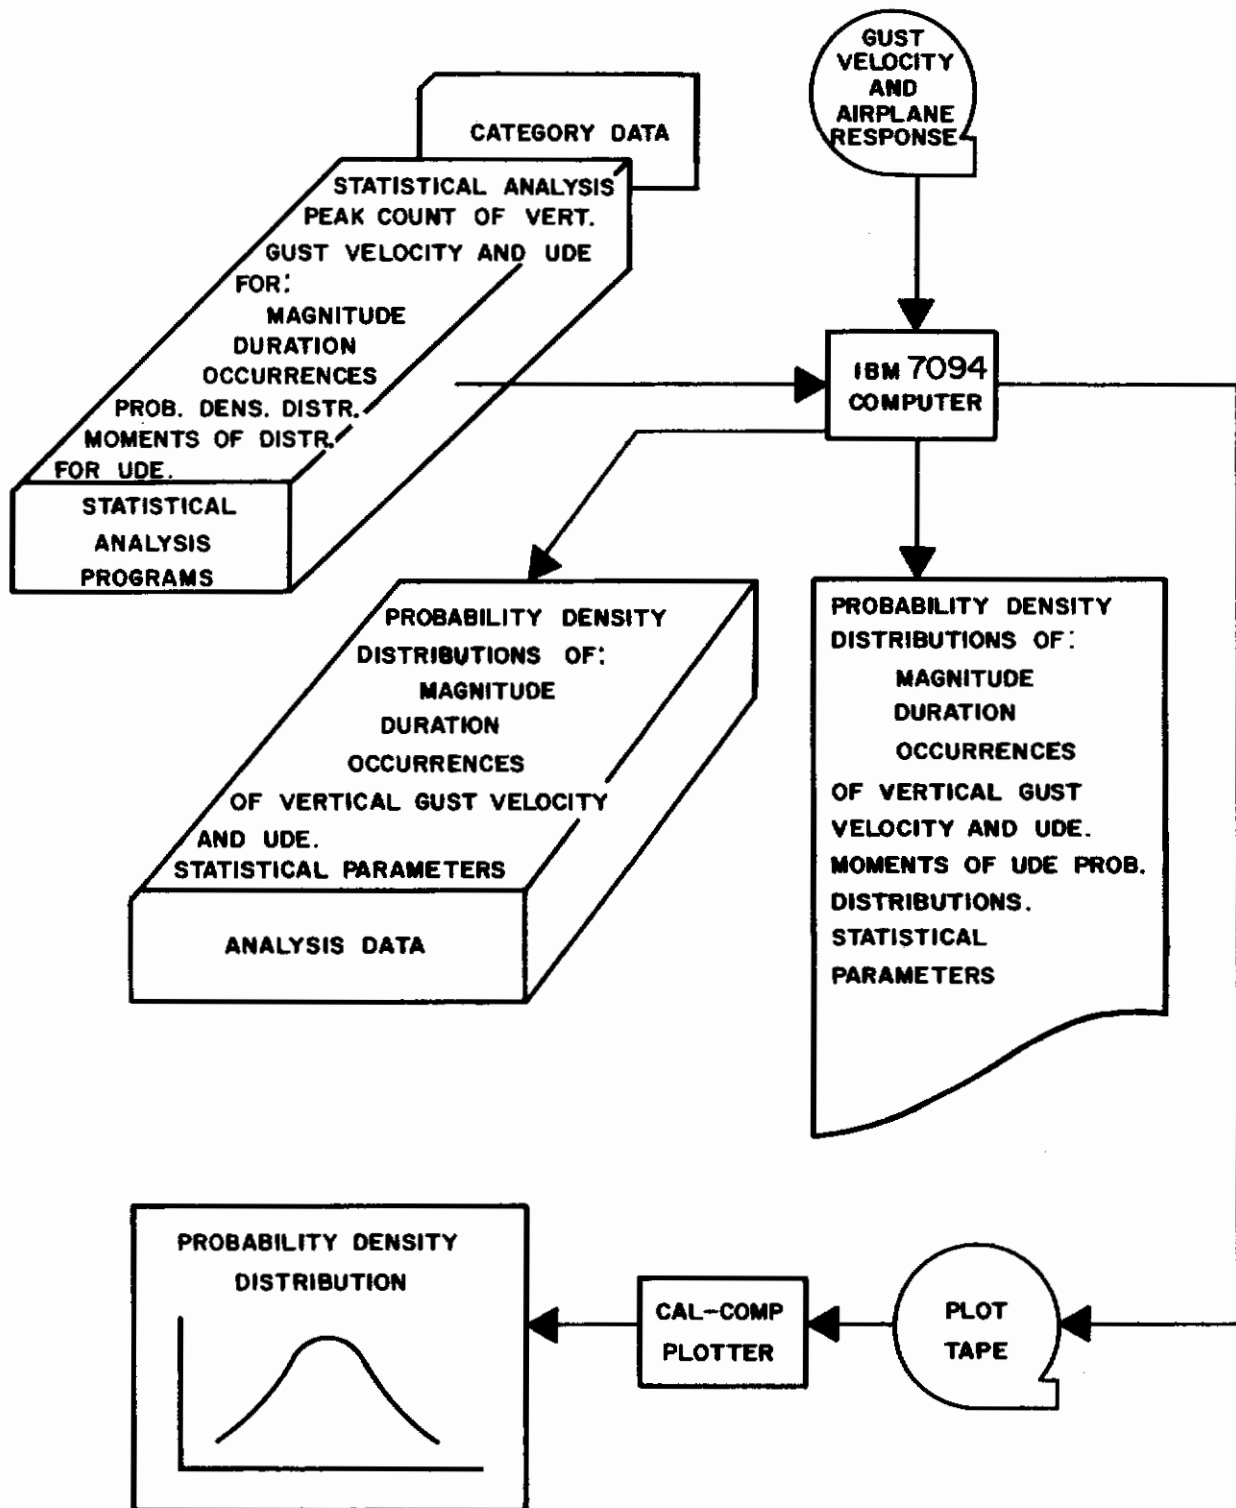 GUST
VELOCITY
AND
AIRPLANE
RESPONSE
CATEGORY DATA
STATISTICAL ANALYSIS
PEAK COUNT OF VERT.
GUST VELOCITY AND UDE
FOR:
MAGNITUDE
DURATION
OCCURRENCES
PROB. DENS. DISTR.
MOMENTS OF DISTR.
FOR UDE.
STATISTICAL
ANALYSIS
PROGRAMS
IBM 7094
COMPUTER
PROBABILITY DENSITY
DISTRIBUTIONS OF:
MAGNITUDE
DURATION
OCCURRENCES
OF VERTICAL GUST VELOCITY
AND UDE.
STATISTICAL PARAMETERS
ANALYSIS DATA
PROBABILITY DENSITY
DISTRIBUTIONS OF:
MAGNITUDE
DURATION
OCCURRENCES
OF VERTICAL GUST
VELOCITY AND UDE.
MOMENTS OF UDE PROB.
DISTRIBUTIONS.
STATISTICAL
PARAMETERS
PROBABILITY DENSITY
DISTRIBUTION
CAL-COMP
PLOTTER
PLOT
TAPE